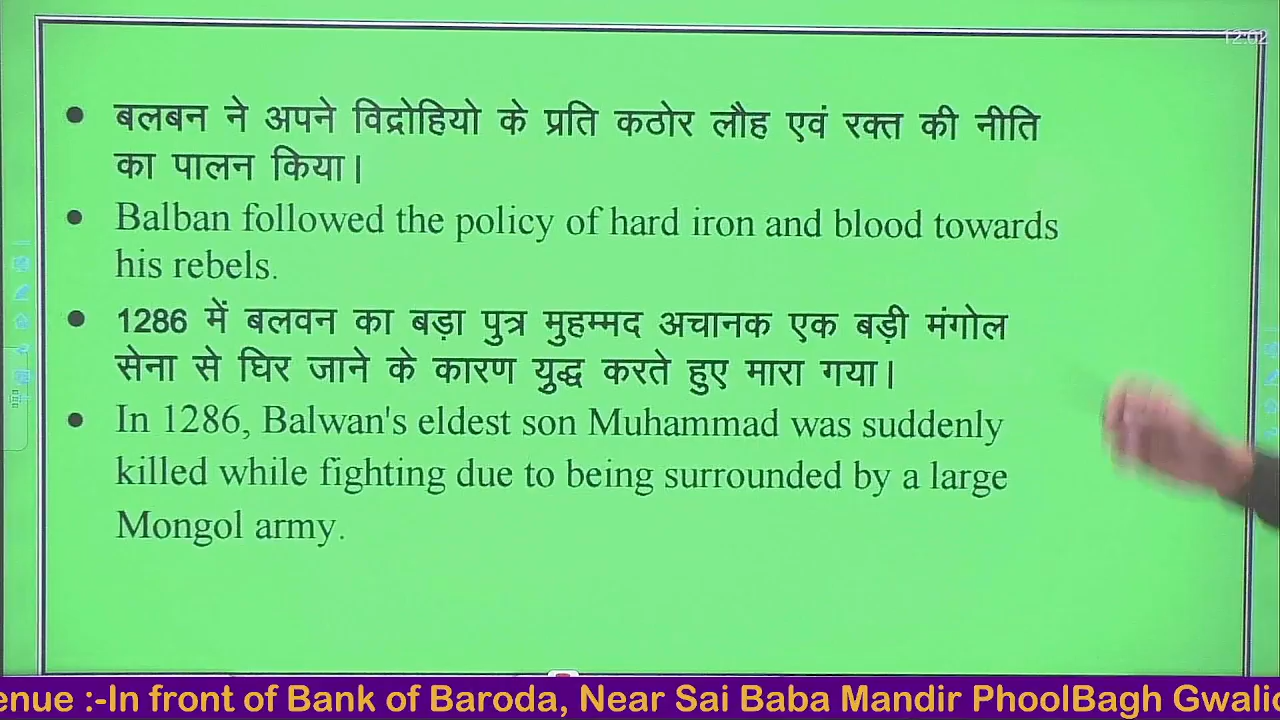 12:02
• बलबन ने अपने विद्रोहियो के प्रति कठोर लौह एवं रक्त की नीति
का पालन किया।
• Balban followed the policy of hard iron and blood towards
his rebels.
• 1286 में बलवन का बड़ा पुत्र मुहम्मद अचानक एक बड़ी मंगोल
सेना से घिर जाने के कारण युद्ध करते हुए मारा गया।
• In 1286, Balwan's eldest son Muhammad was suddenly
killed while fighting due to being surrounded by a large
Mongol army.
enue :-In front of Bank of Baroda, Near Sai Baba Mandir PhoolBagh Gwalio